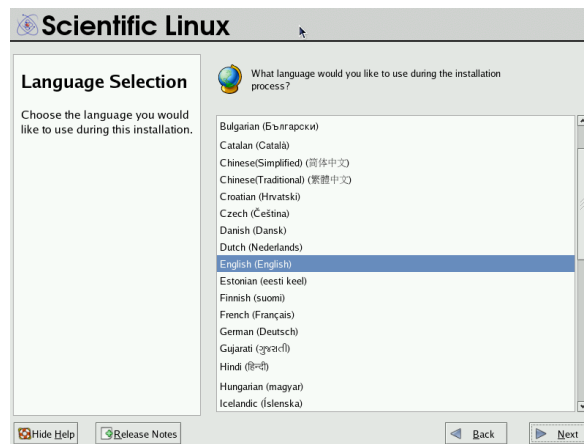 Scientific Linux
Language Selection
Choose the language you would
like to use during this installation.
What language would you like to use during the installation
process?
Bulgarian (Български)
Catalan (Català)
Chinese(Simplified) (简体中文)
Chinese(Traditional) (繁體中文)
Croatian (Hrvatski)
Czech (Čeština)
Danish (Dansk)
Dutch (Nederlands)
English (English)
Estonian (eesti keel)
Finnish (suomi)
French (Français)
German (Deutsch)
Gujarati (ગુજરાતી)
Hindi (हिन्दी)
Hungarian (magyar)
Icelandic (Íslenska)
Hide Help
Release Notes
Back
Next